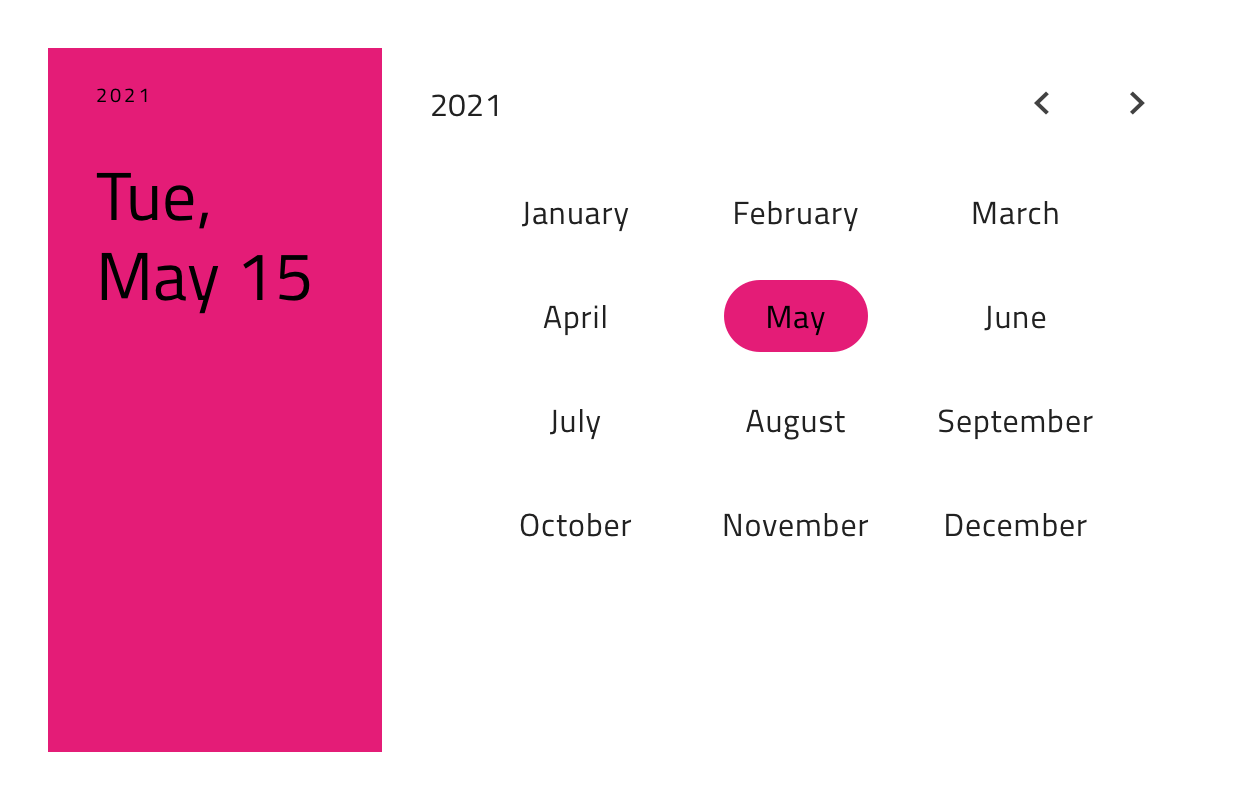 2021
Tue,
May 15
2021
January February March
April May June
July August September
October November December